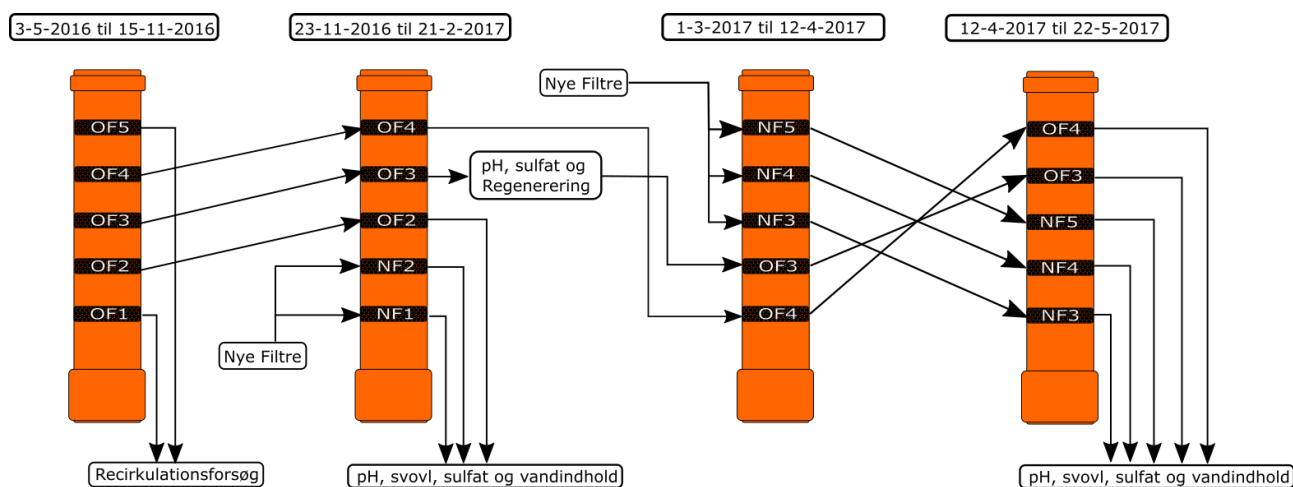 3-5-2016 til 15-11-2016
23-11-2016 til 21-2-2017
1-3-2017 til 12-4-2017
12-4-2017 til 22-5-2017
OF5
OF4
OF3
OF2
OF1
Recirkulationsforsøg
OF4
OF3
OF2
NF2
NF1
Nye Filtre
pH, sulfat og
Regenerering
pH, svovl, sulfat og vandindhold
Nye Filtre
NF5
NF4
NF3
OF3
OF4
OF4
OF3
NF5
NF4
NF3
pH, svovl, sulfat og vandindhold